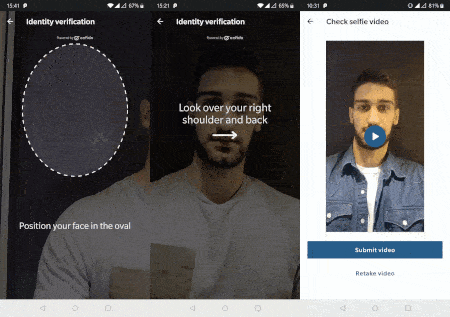 15:41
67%
Identity verification
Powered by onfido
Position your face in the oval
15:21
65%
Identity verification
Powered by onfido
Look over your right
shoulder and back
10:31
81%
Check selfie video
Submit video
Retake video